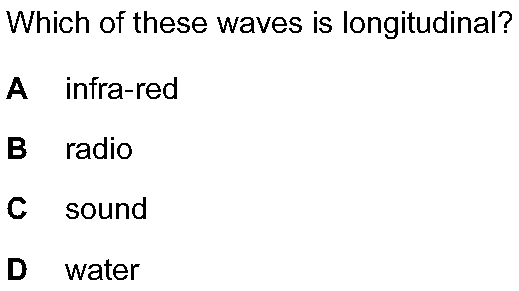 Which of these waves is longitudinal?
A infra-red
B radio
C sound
D water